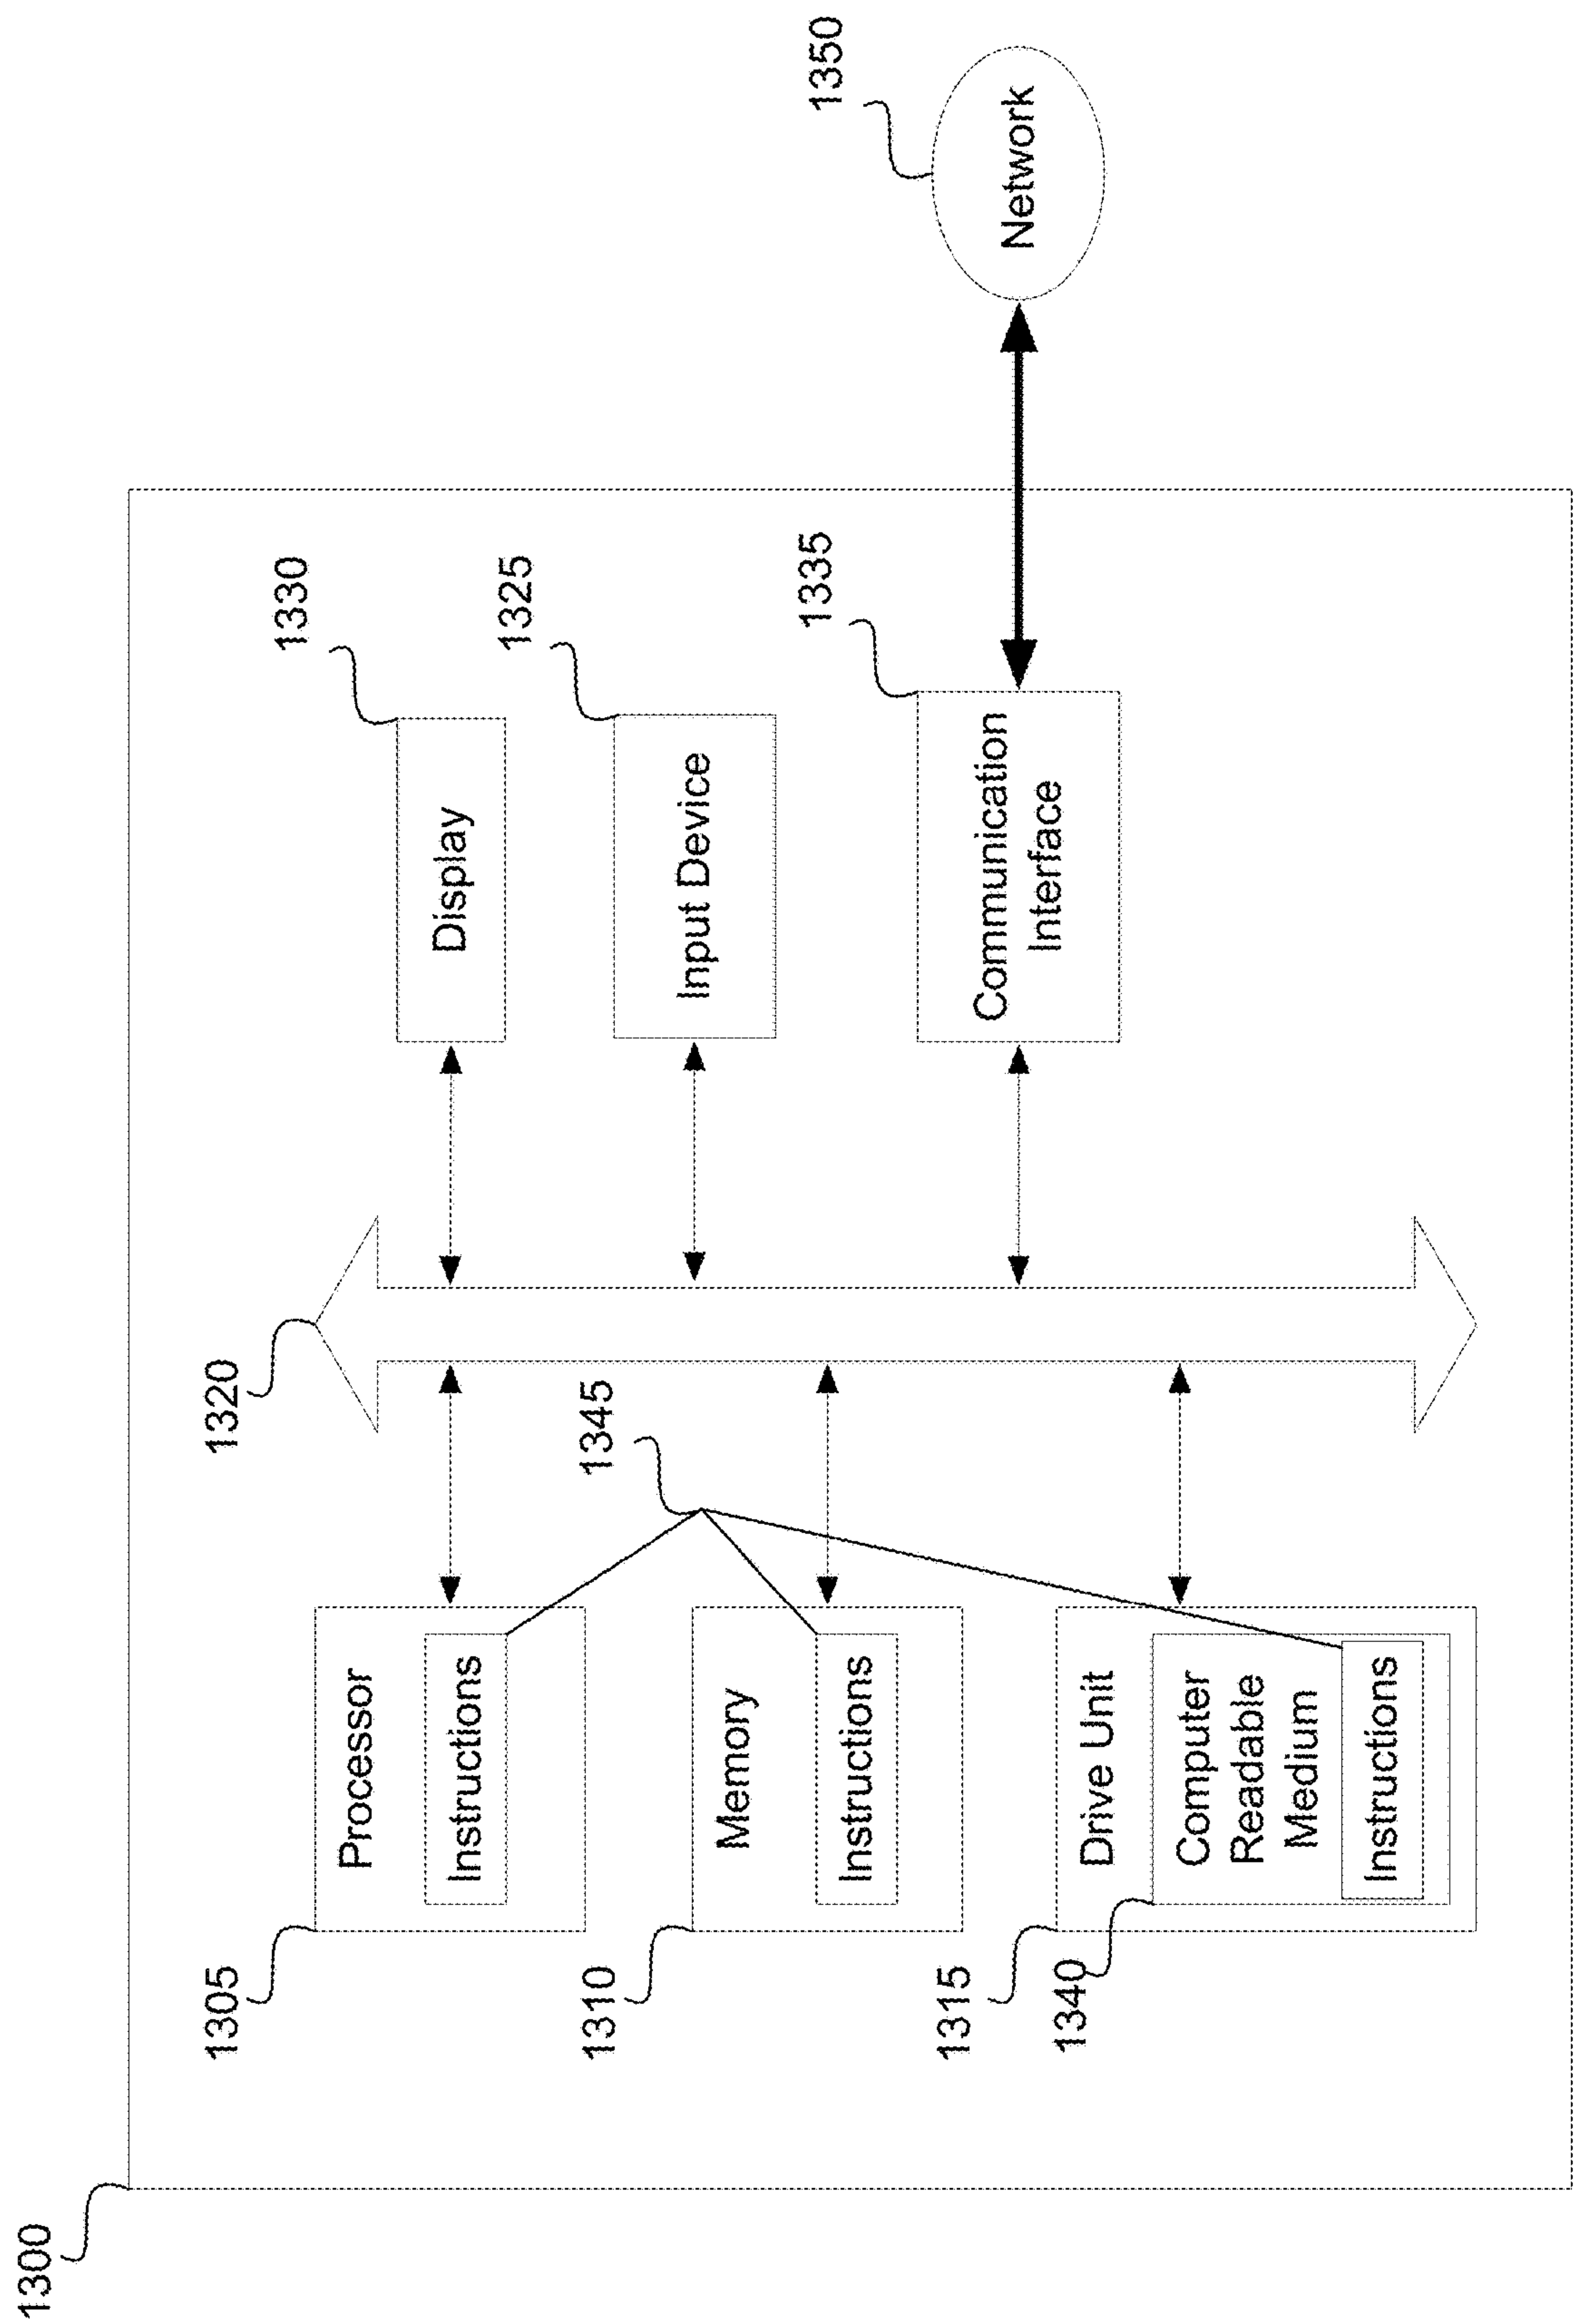 1300
1305
Processor
Instructions
1310
Memory
Instructions
1315
Drive Unit
1340
Computer
Readable
Medium
Instructions
1320
1345
1330
Display
1325
Input Device
1335
Communication
Interface
1350
Network